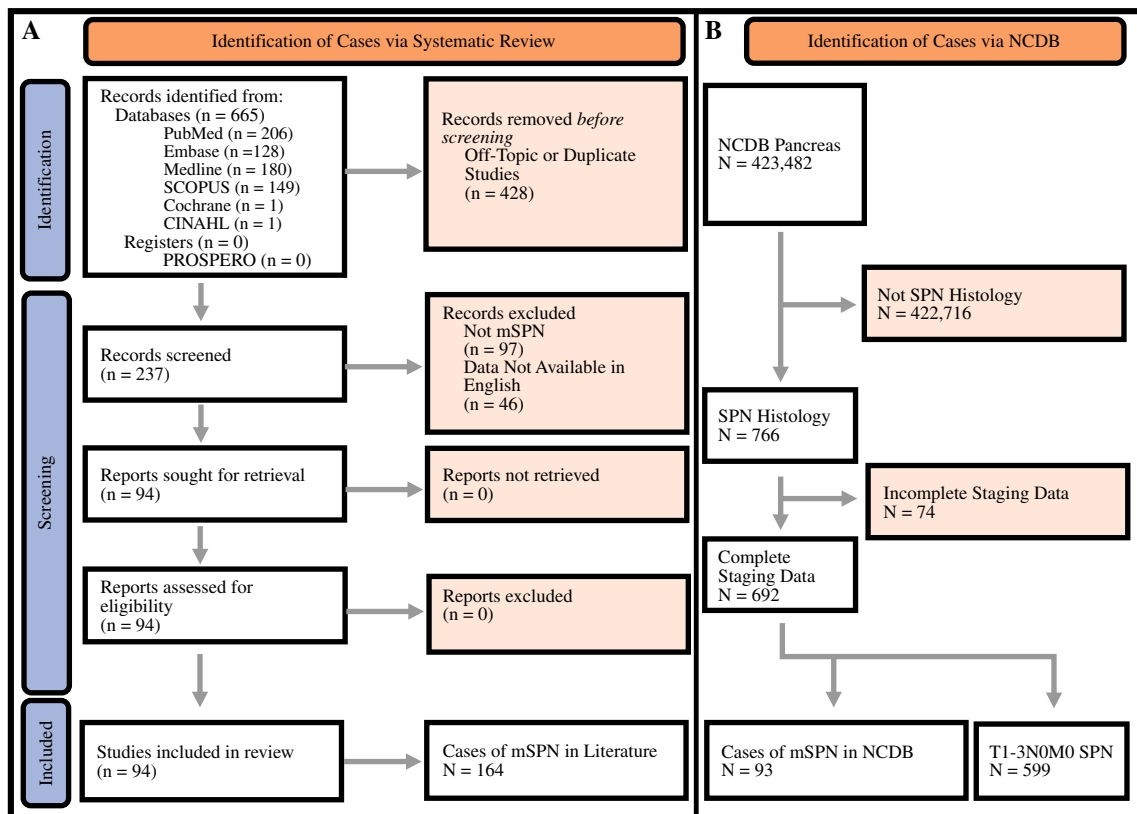 A
Identification of Cases via Systematic Review
Identification
Records identified from:
Databases (n = 665)
PubMed (n = 206)
Embase (n =128)
Medline (n = 180)
SCOPUS (n = 149)
Cochrane (n = 1)
CINAHL (n = 1)
Registers (n = 0)
PROSPERO (n = 0)
Records removed before
screening
Off-Topic or Duplicate
Studies
(n = 428)
Screening
Records screened
(n = 237)
Records excluded
Not mSPN
(n = 97)
Data Not Available in
English
(n = 46)
Reports sought for retrieval
(n = 94)
Reports not retrieved
(n = 0)
Reports assessed for
eligibility
(n = 94)
Reports excluded
(n = 0)
Included
Studies included in review
(n = 94)
Cases of mSPN in Literature
N = 164
B
Identification of Cases via NCDB
NCDB Pancreas
N = 423,482
Not SPN Histology
N = 422,716
SPN Histology
N = 766
Incomplete Staging Data
N = 74
Complete
Staging Data
N = 692
Cases of mSPN in NCDB
N = 93
T1-3N0M0 SPN
N = 599